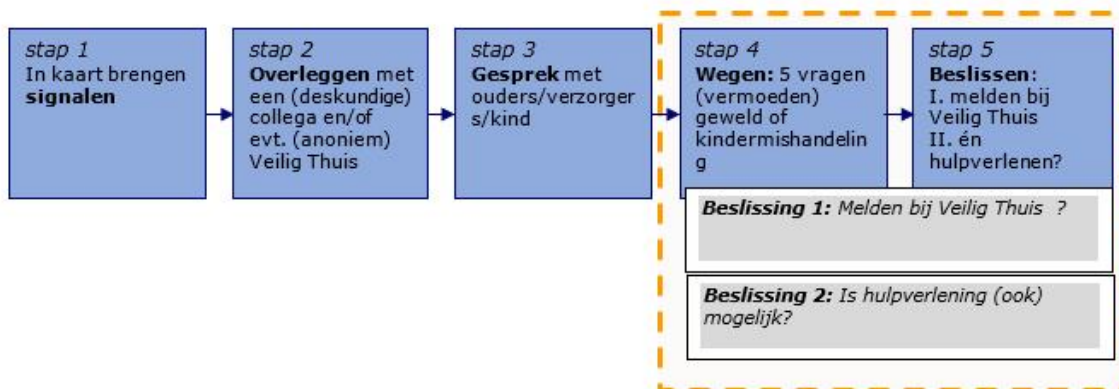 stap 1
In kaart brengen
signalen
stap 2
Overleggen met
een (deskundige)
collega en/of
evt. (anoniem)
Veilig Thuis
stap 3
Gesprek met
ouders/verzorger
s/kind
stap 4
Wegen: 5 vragen
(vermoeden)
geweld of
kindermishandelin
g
stap 5
Beslissen:
I. melden bij
Veilig Thuis
II. én
hulpverlenen?
Beslissing 1: Melden bij Veilig Thuis ?
Beslissing 2: Is hulpverlening (ook)
mogelijk?